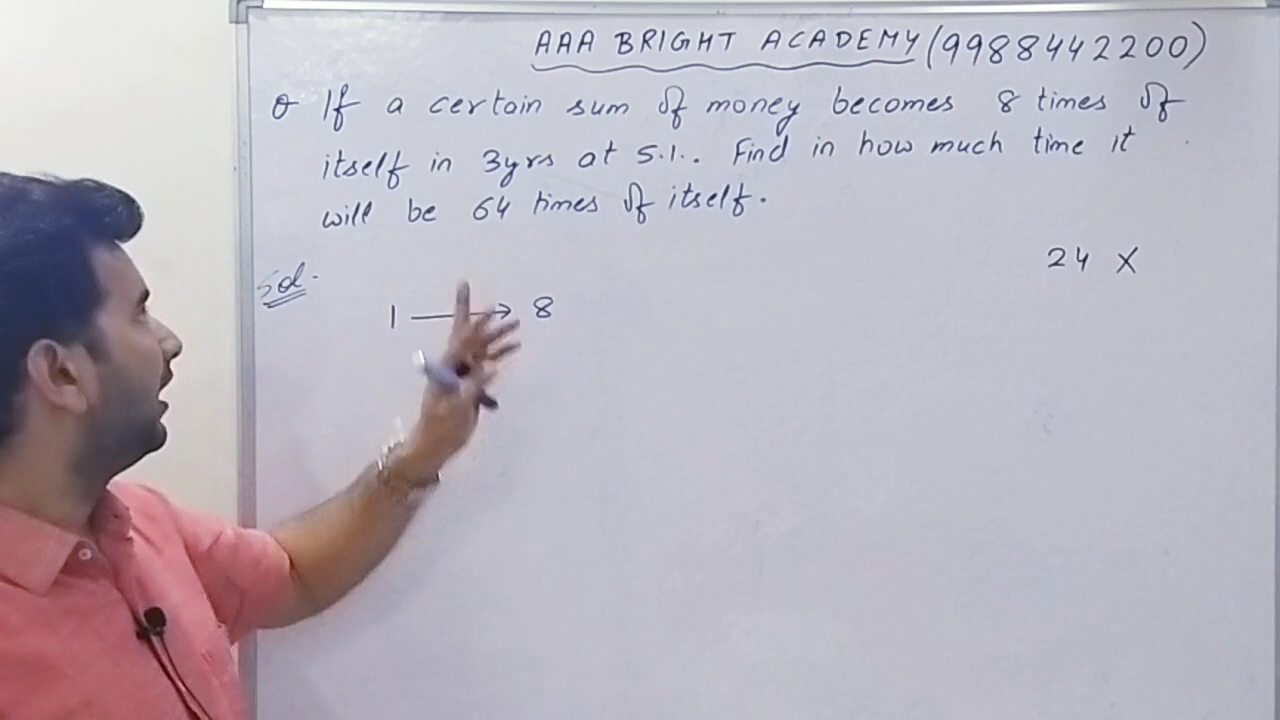 AAA BRIGHT ACADEMY (9988442200)
Q If a certain sum of money becomes 8 times of
itself in 3yrs at S.I.. Find in how much time it
will be 64 times of itself.
24 X
Sol.
1 → 8